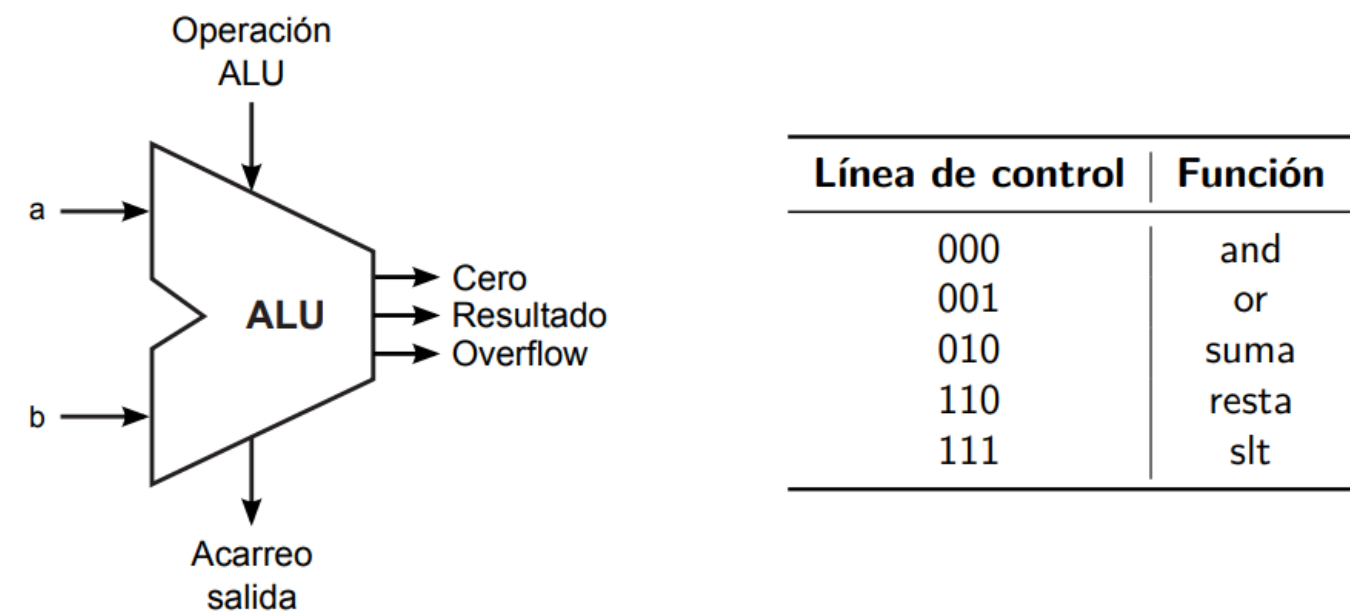 Operación
ALU
a
b
ALU
Cero
Resultado
Overflow
Acarreo
salida
Línea de control Función
000 and
001 or
010 suma
110 resta
111 slt